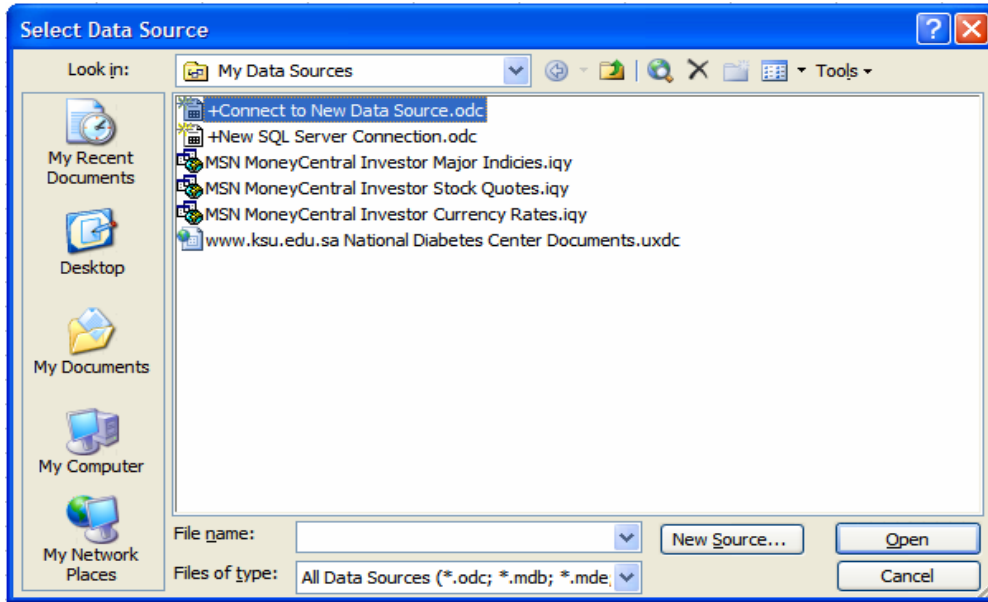 Select Data Source
Look in:
My Data Sources
Tools
+Connect to New Data Source.odc
+New SQL Server Connection.odc
MSN MoneyCentral Investor Major Indicies.iqy
MSN MoneyCentral Investor Stock Quotes.iqy
MSN MoneyCentral Investor Currency Rates.iqy
www.ksu.edu.sa National Diabetes Center Documents.uxdc
My Recent
Documents
Desktop
My Documents
My Computer
My Network
Places
File name:
New Source...
Open
Files of type:
All Data Sources (*.odc; *.mdb; *.mde;
Cancel